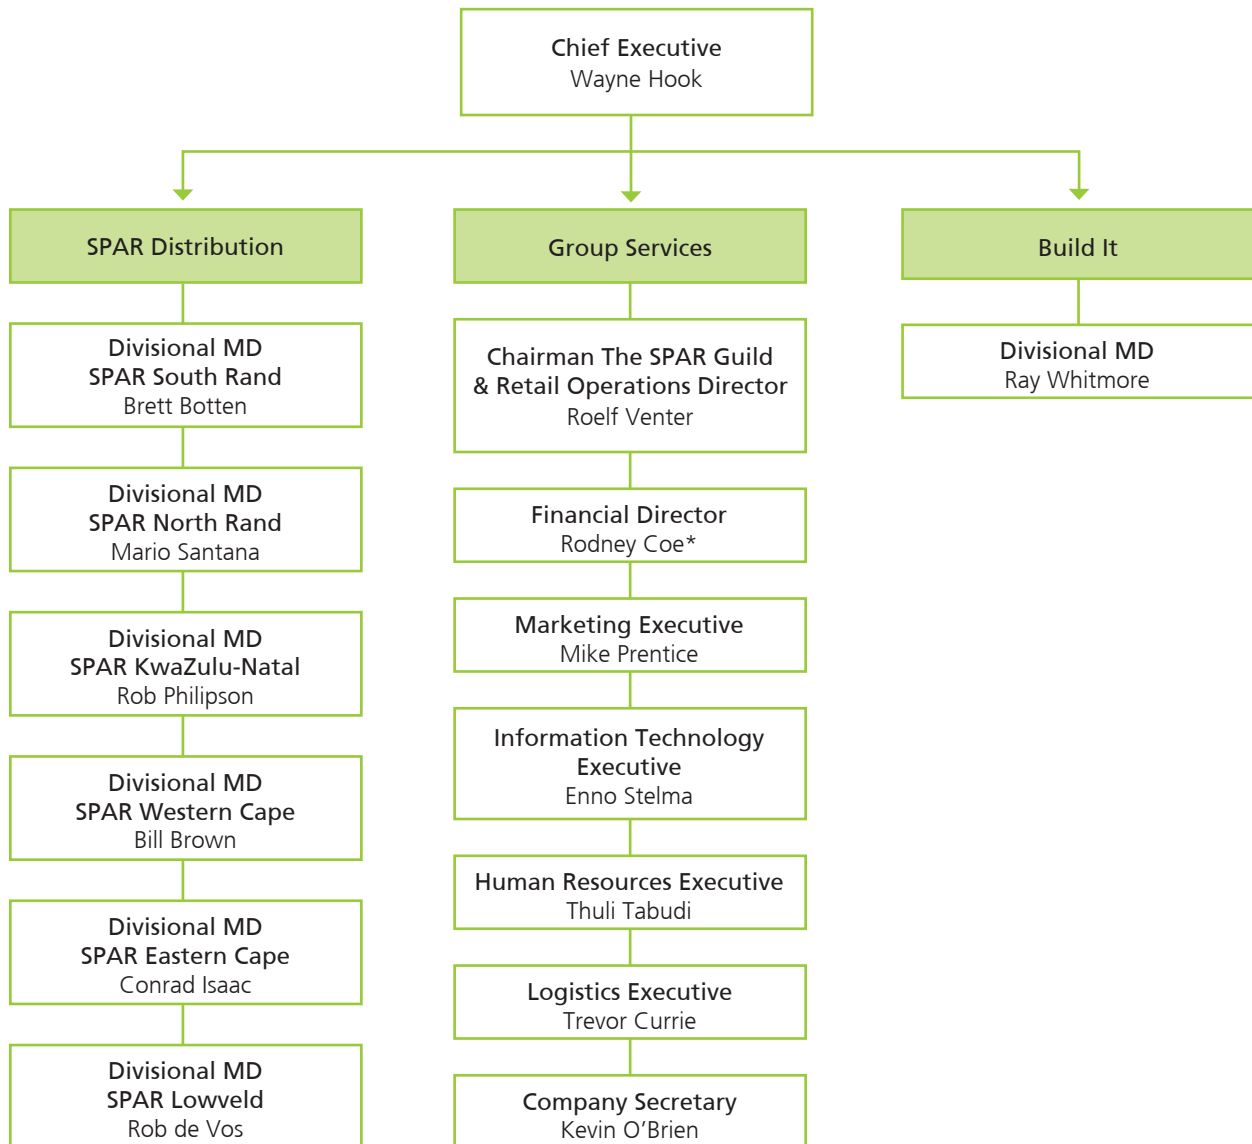 Chief Executive
Wayne Hook
SPAR Distribution
Divisional MD
SPAR South Rand
Brett Botten
Divisional MD
SPAR North Rand
Mario Santana
Divisional MD
SPAR KwaZulu-Natal
Rob Philipson
Divisional MD
SPAR Western Cape
Bill Brown
Divisional MD
SPAR Eastern Cape
Conrad Isaac
Divisional MD
SPAR Lowveld
Rob de Vos
Group Services
Chairman The SPAR Guild
& Retail Operations Director
Roelf Venter
Financial Director
Rodney Coe*
Marketing Executive
Mike Prentice
Information Technology
Executive
Enno Stelma
Human Resources Executive
Thuli Tabudi
Logistics Executive
Trevor Currie
Company Secretary
Kevin O’Brien
Build It
Divisional MD
Ray Whitmore